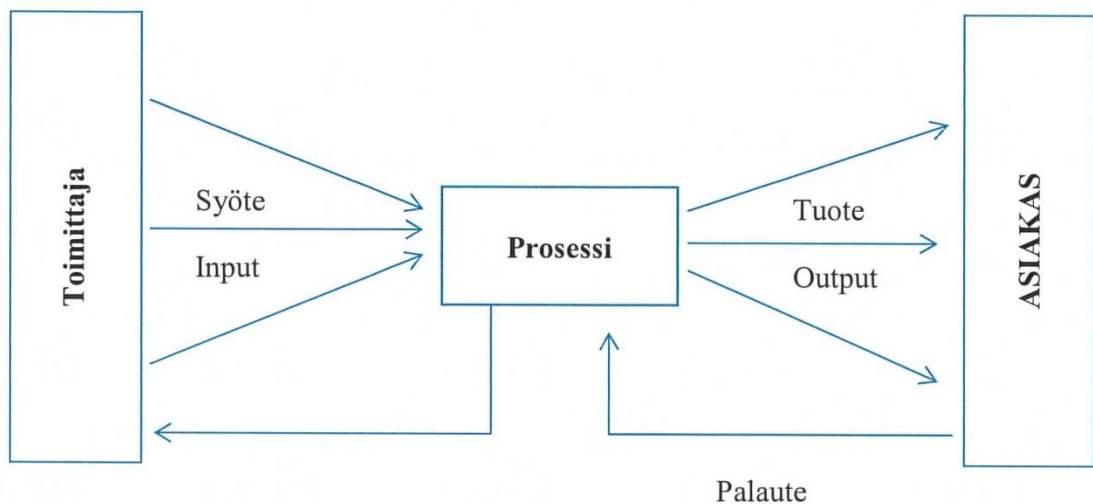 Toimittaja
Syöte
Input
Prosessi
Tuote
Output
ASIAKAS
Palaute